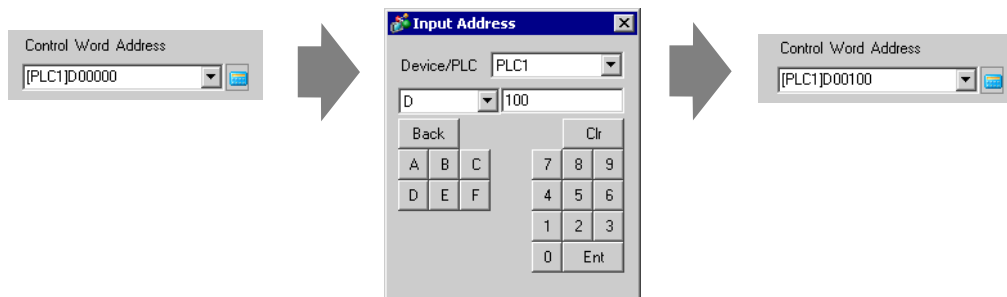 Control Word Address
[PLC1]D00000
Input Address
Device/PLC PLC1
D 100
Back Clr
A B C 7 8 9
D E F 4 5 6
1 2 3
0 Ent
Control Word Address
[PLC1]D00100